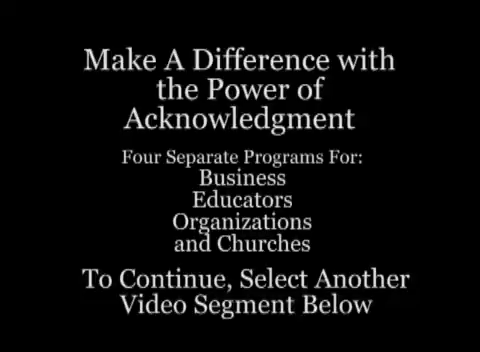 Make A Difference with
the Power of
Acknowledgment
Four Separate Programs For:
Business
Educators
Organizations
and Churches
To Continue, Select Another
Video Segment Below